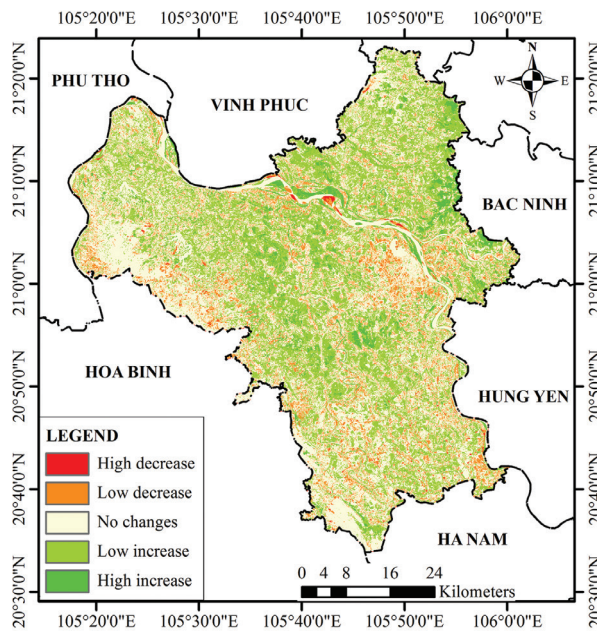 105°20'0"E 105°30'0"E 105°40'0"E 105°50'0"E 106°0'0"E
21°20'0"N
21°10'0"N
21°0'0"N
20°50'0"N
20°40'0"N
20°30'0"N
PHU THO
VINH PHUC
N
W E
S
BAC NINH
HOA BINH
HUNG YEN
HA NAM
LEGEND
High decrease
Low decrease
No changes
Low increase
High increase
0 4 8 16 24
Kilometers
21°20'0"N
21°10'0"N
21°0'0"N
20°50'0"N
20°40'0"N
20°30'0"N
105°20'0"E 105°30'0"E 105°40'0"E 105°50'0"E 106°0'0"E